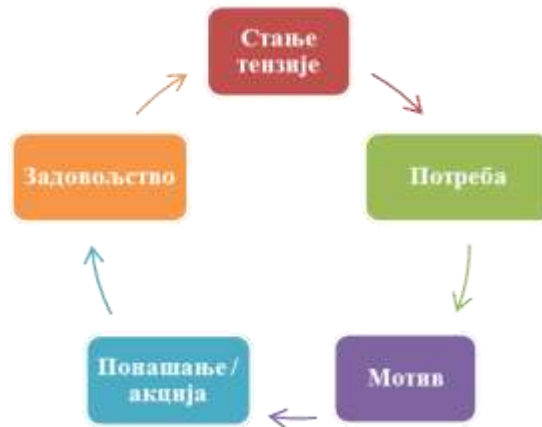 Стање
тензије
Потреба
Мотив
Понашање/
акција
Задовољство